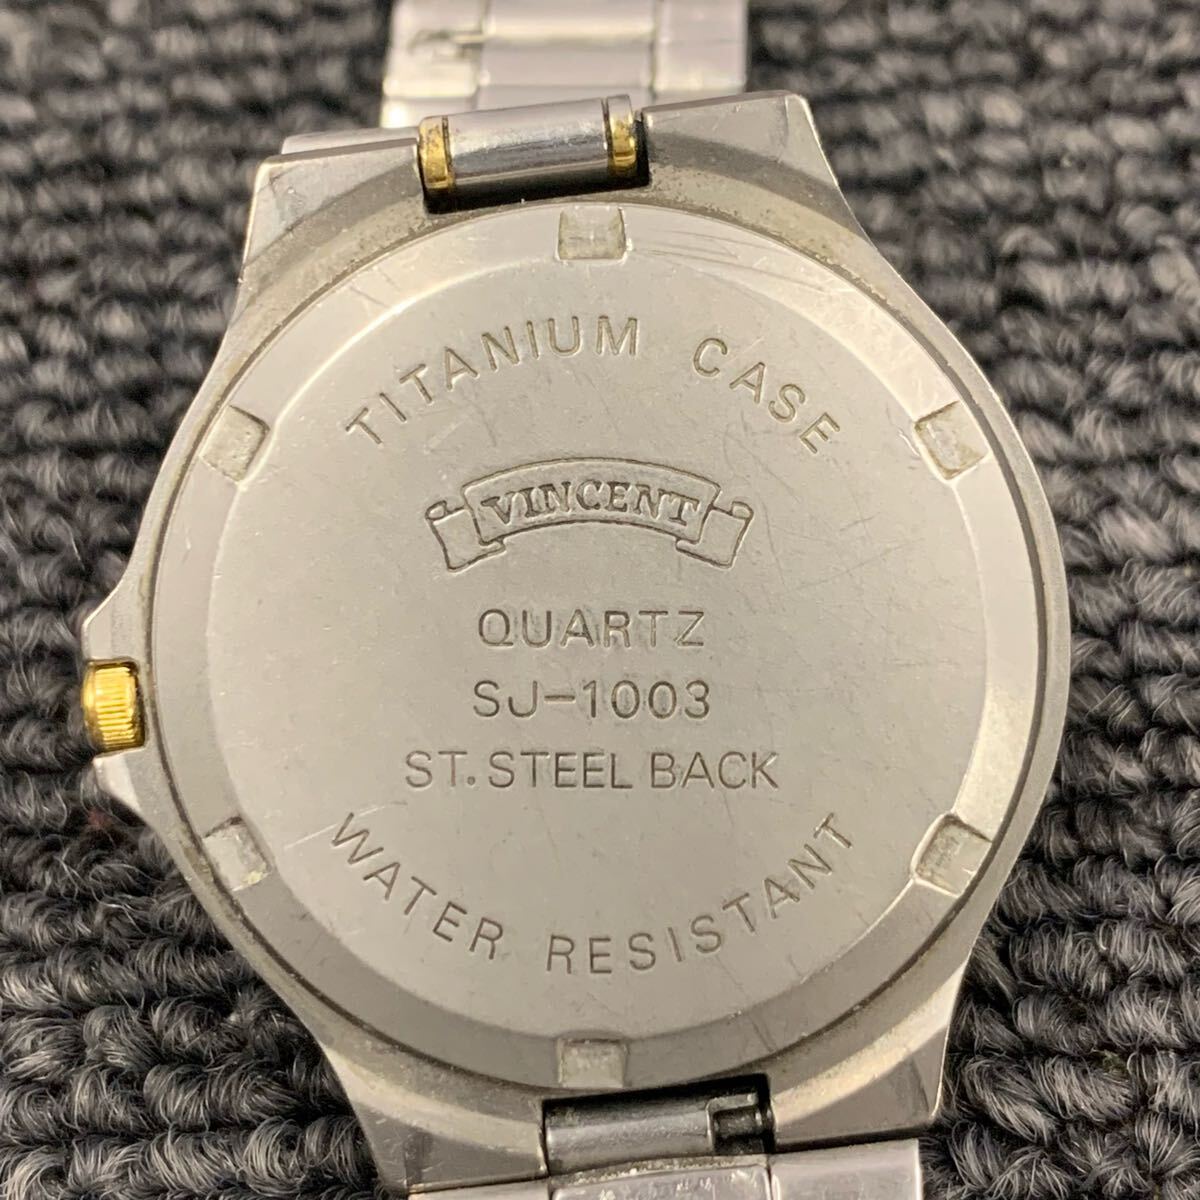 TITANIUM CASE
VINCENT
QUARTZ
SJ-1003
ST. STEEL BACK
WATER RESISTANT